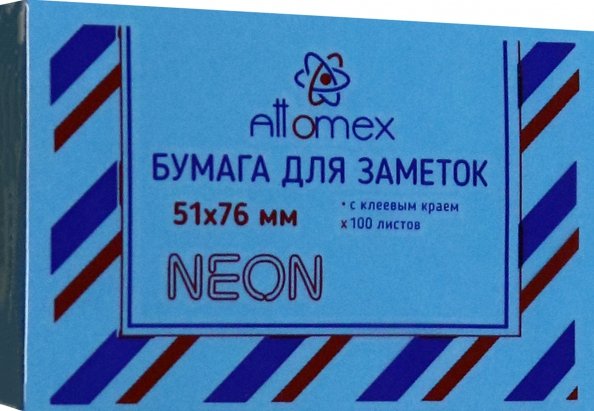 Attomex
БУМАГА ДЛЯ ЗАМЕТОК
51x76 мм
• с клеевым краем
x 100 листов
NEON